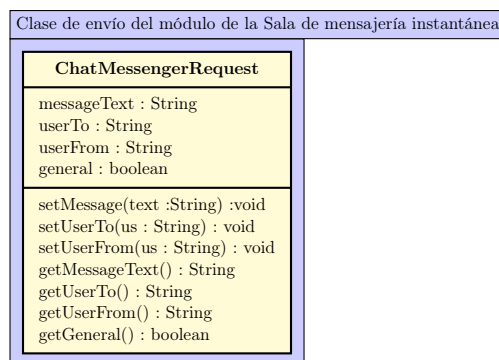 Clase de envío del módulo de la Sala de mensajería instantánea
ChatMessengerRequest
messageText : String
userTo : String
userFrom : String
general : boolean
setMessage(text :String) :void
setUserTo(us : String) : void
setUserFrom(us : String) : void
getMessageText() : String
getUserTo() : String
getUserFrom() : String
getGeneral() : boolean